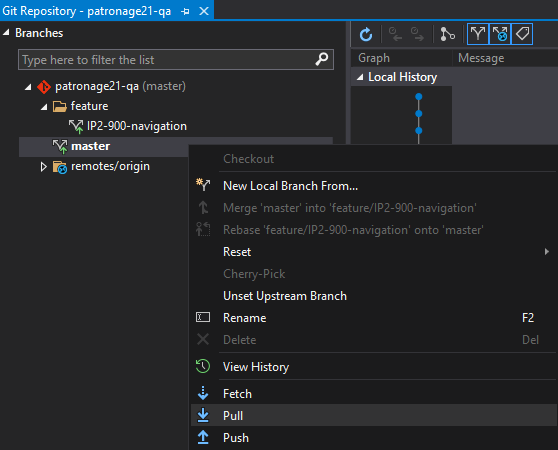 Git Repository - patronage21-qa
Branches
Type here to filter the list
patronage21-qa (master)
feature
IP2-900-navigation
master
remotes/origin
Graph Message
Local History
Checkout
New Local Branch From...
Merge 'master' into 'feature/IP2-900-navigation'
Rebase 'feature/IP2-900-navigation' onto 'master'
Reset
Cherry-Pick
Unset Upstream Branch
Rename F2
Delete Del
View History
Fetch
Pull
Push